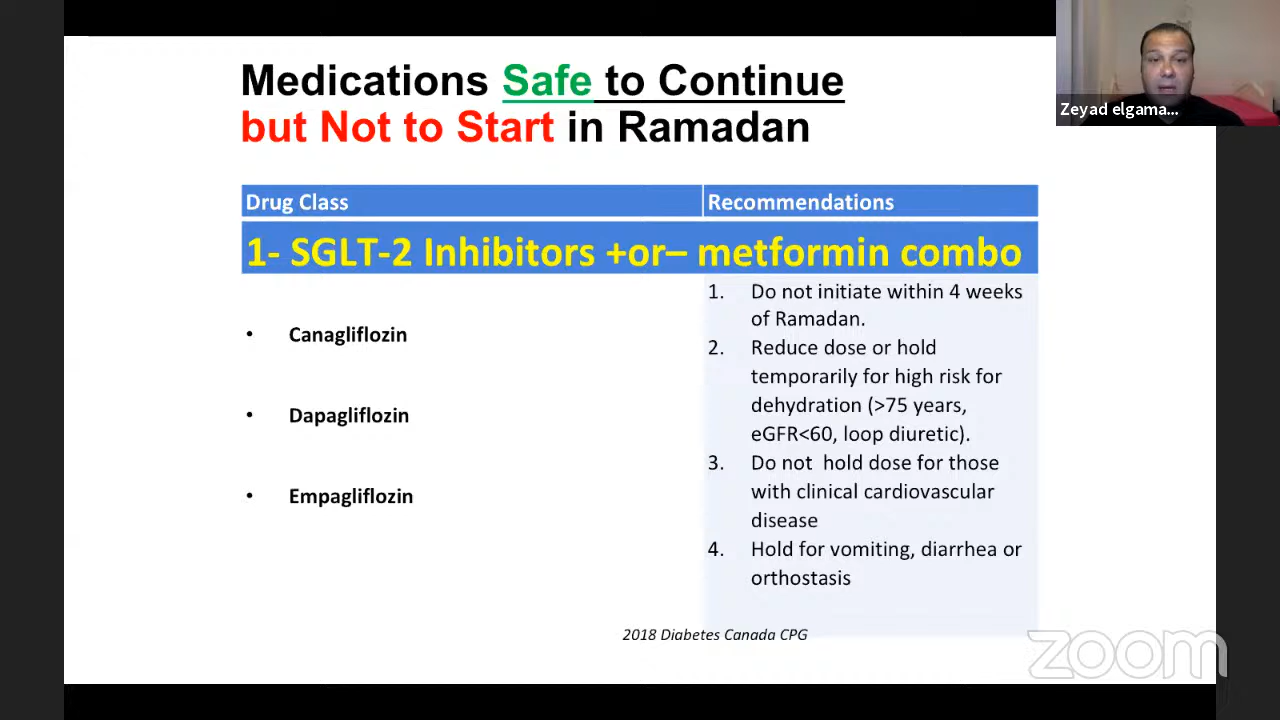 Medications Safe to Continue
but Not to Start in Ramadan
Zeyad elgama...
Drug Class
Recommendations
1- SGLT-2 Inhibitors +or– metformin combo
• Canagliflozin
• Dapagliflozin
• Empagliflozin
1. Do not initiate within 4 weeks
of Ramadan.
2. Reduce dose or hold
temporarily for high risk for
dehydration (>75 years,
eGFR<60, loop diuretic).
3. Do not hold dose for those
with clinical cardiovascular
disease
4. Hold for vomiting, diarrhea or
orthostasis
2018 Diabetes Canada CPG
zoom